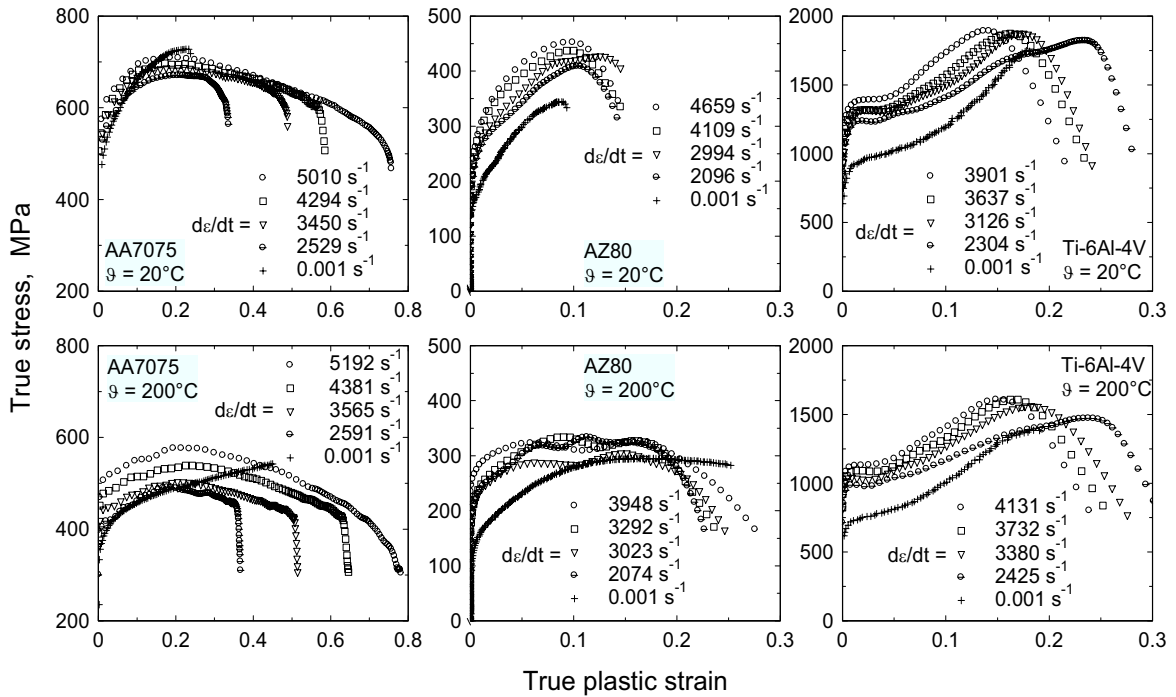 True stress, MPa
800
600
400
200
0
0.2
0.4
0.6
0.8
5010 s⁻¹
4294 s⁻¹
dε/dt = 3450 s⁻¹
2529 s⁻¹
0.001 s⁻¹
AA7075
ϑ = 20°C
500
400
300
200
100
0
0
0.1
0.2
0.3
4659 s⁻¹
4109 s⁻¹
dε/dt = 2994 s⁻¹
2096 s⁻¹
0.001 s⁻¹
AZ80
ϑ = 20°C
2000
1500
1000
500
0
0
0.1
0.2
0.3
3901 s⁻¹
3637 s⁻¹
dε/dt = 3126 s⁻¹
2304 s⁻¹
0.001 s⁻¹
Ti-6Al-4V
ϑ = 20°C
800
600
400
200
0
0.2
0.4
0.6
0.8
AA7075
ϑ = 200°C
5192 s⁻¹
4381 s⁻¹
dε/dt = 3565 s⁻¹
2591 s⁻¹
0.001 s⁻¹
500
400
300
200
100
0
0
0.1
0.2
0.3
AZ80
ϑ = 200°C
3948 s⁻¹
3292 s⁻¹
dε/dt = 3023 s⁻¹
2074 s⁻¹
0.001 s⁻¹
2000
1500
1000
500
0
0
0.1
0.2
0.3
Ti-6Al-4V
ϑ = 200°C
4131 s⁻¹
3732 s⁻¹
dε/dt = 3380 s⁻¹
2425 s⁻¹
0.001 s⁻¹
True plastic strain